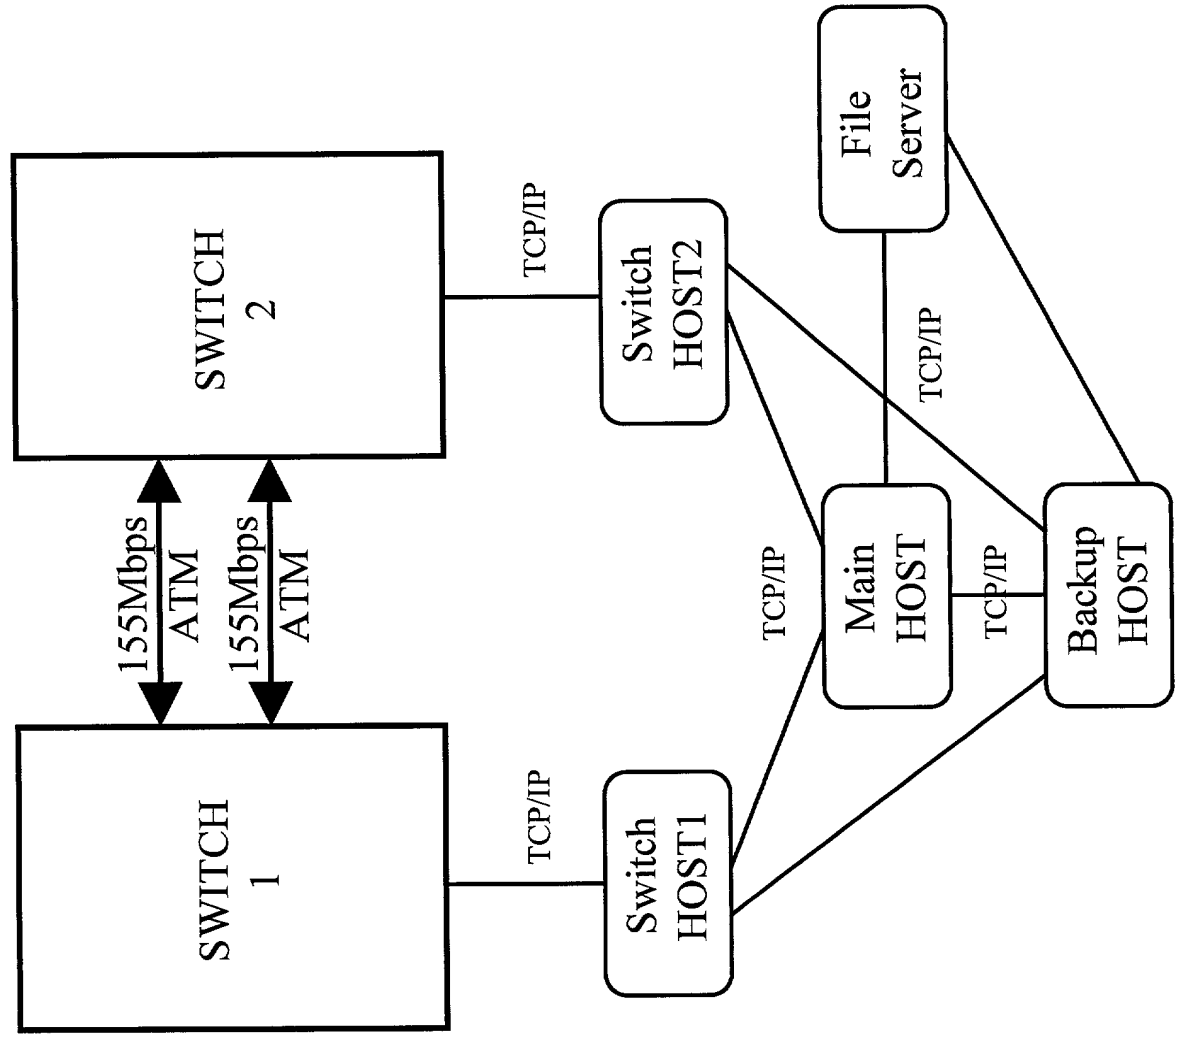 SWITCH
1
155Mbps
ATM
155Mbps
ATM
SWITCH
2
TCP/IP
TCP/IP
Switch
HOST1
Switch
HOST2
TCP/IP
Main
HOST
TCP/IP
File
Server
TCP/IP
Backup
HOST